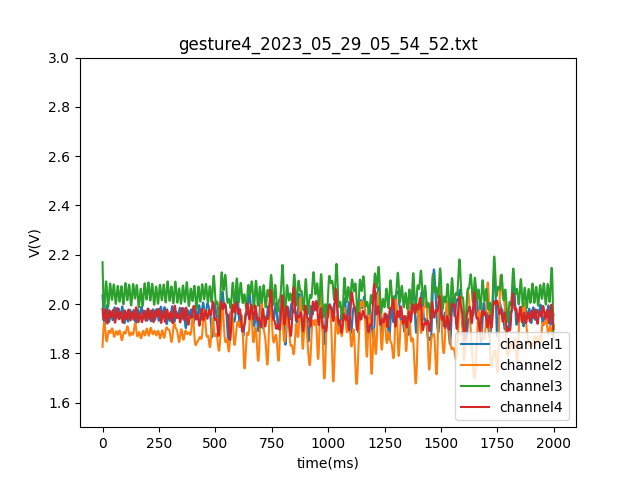 gesture4_2023_05_29_05_54_52.txt
3.0
2.8
2.6
2.4
2.2
2.0
1.8
1.6
V(V)
channel1
channel2
channel3
channel4
0 250 500 750 1000 1250 1500 1750 2000
time(ms)